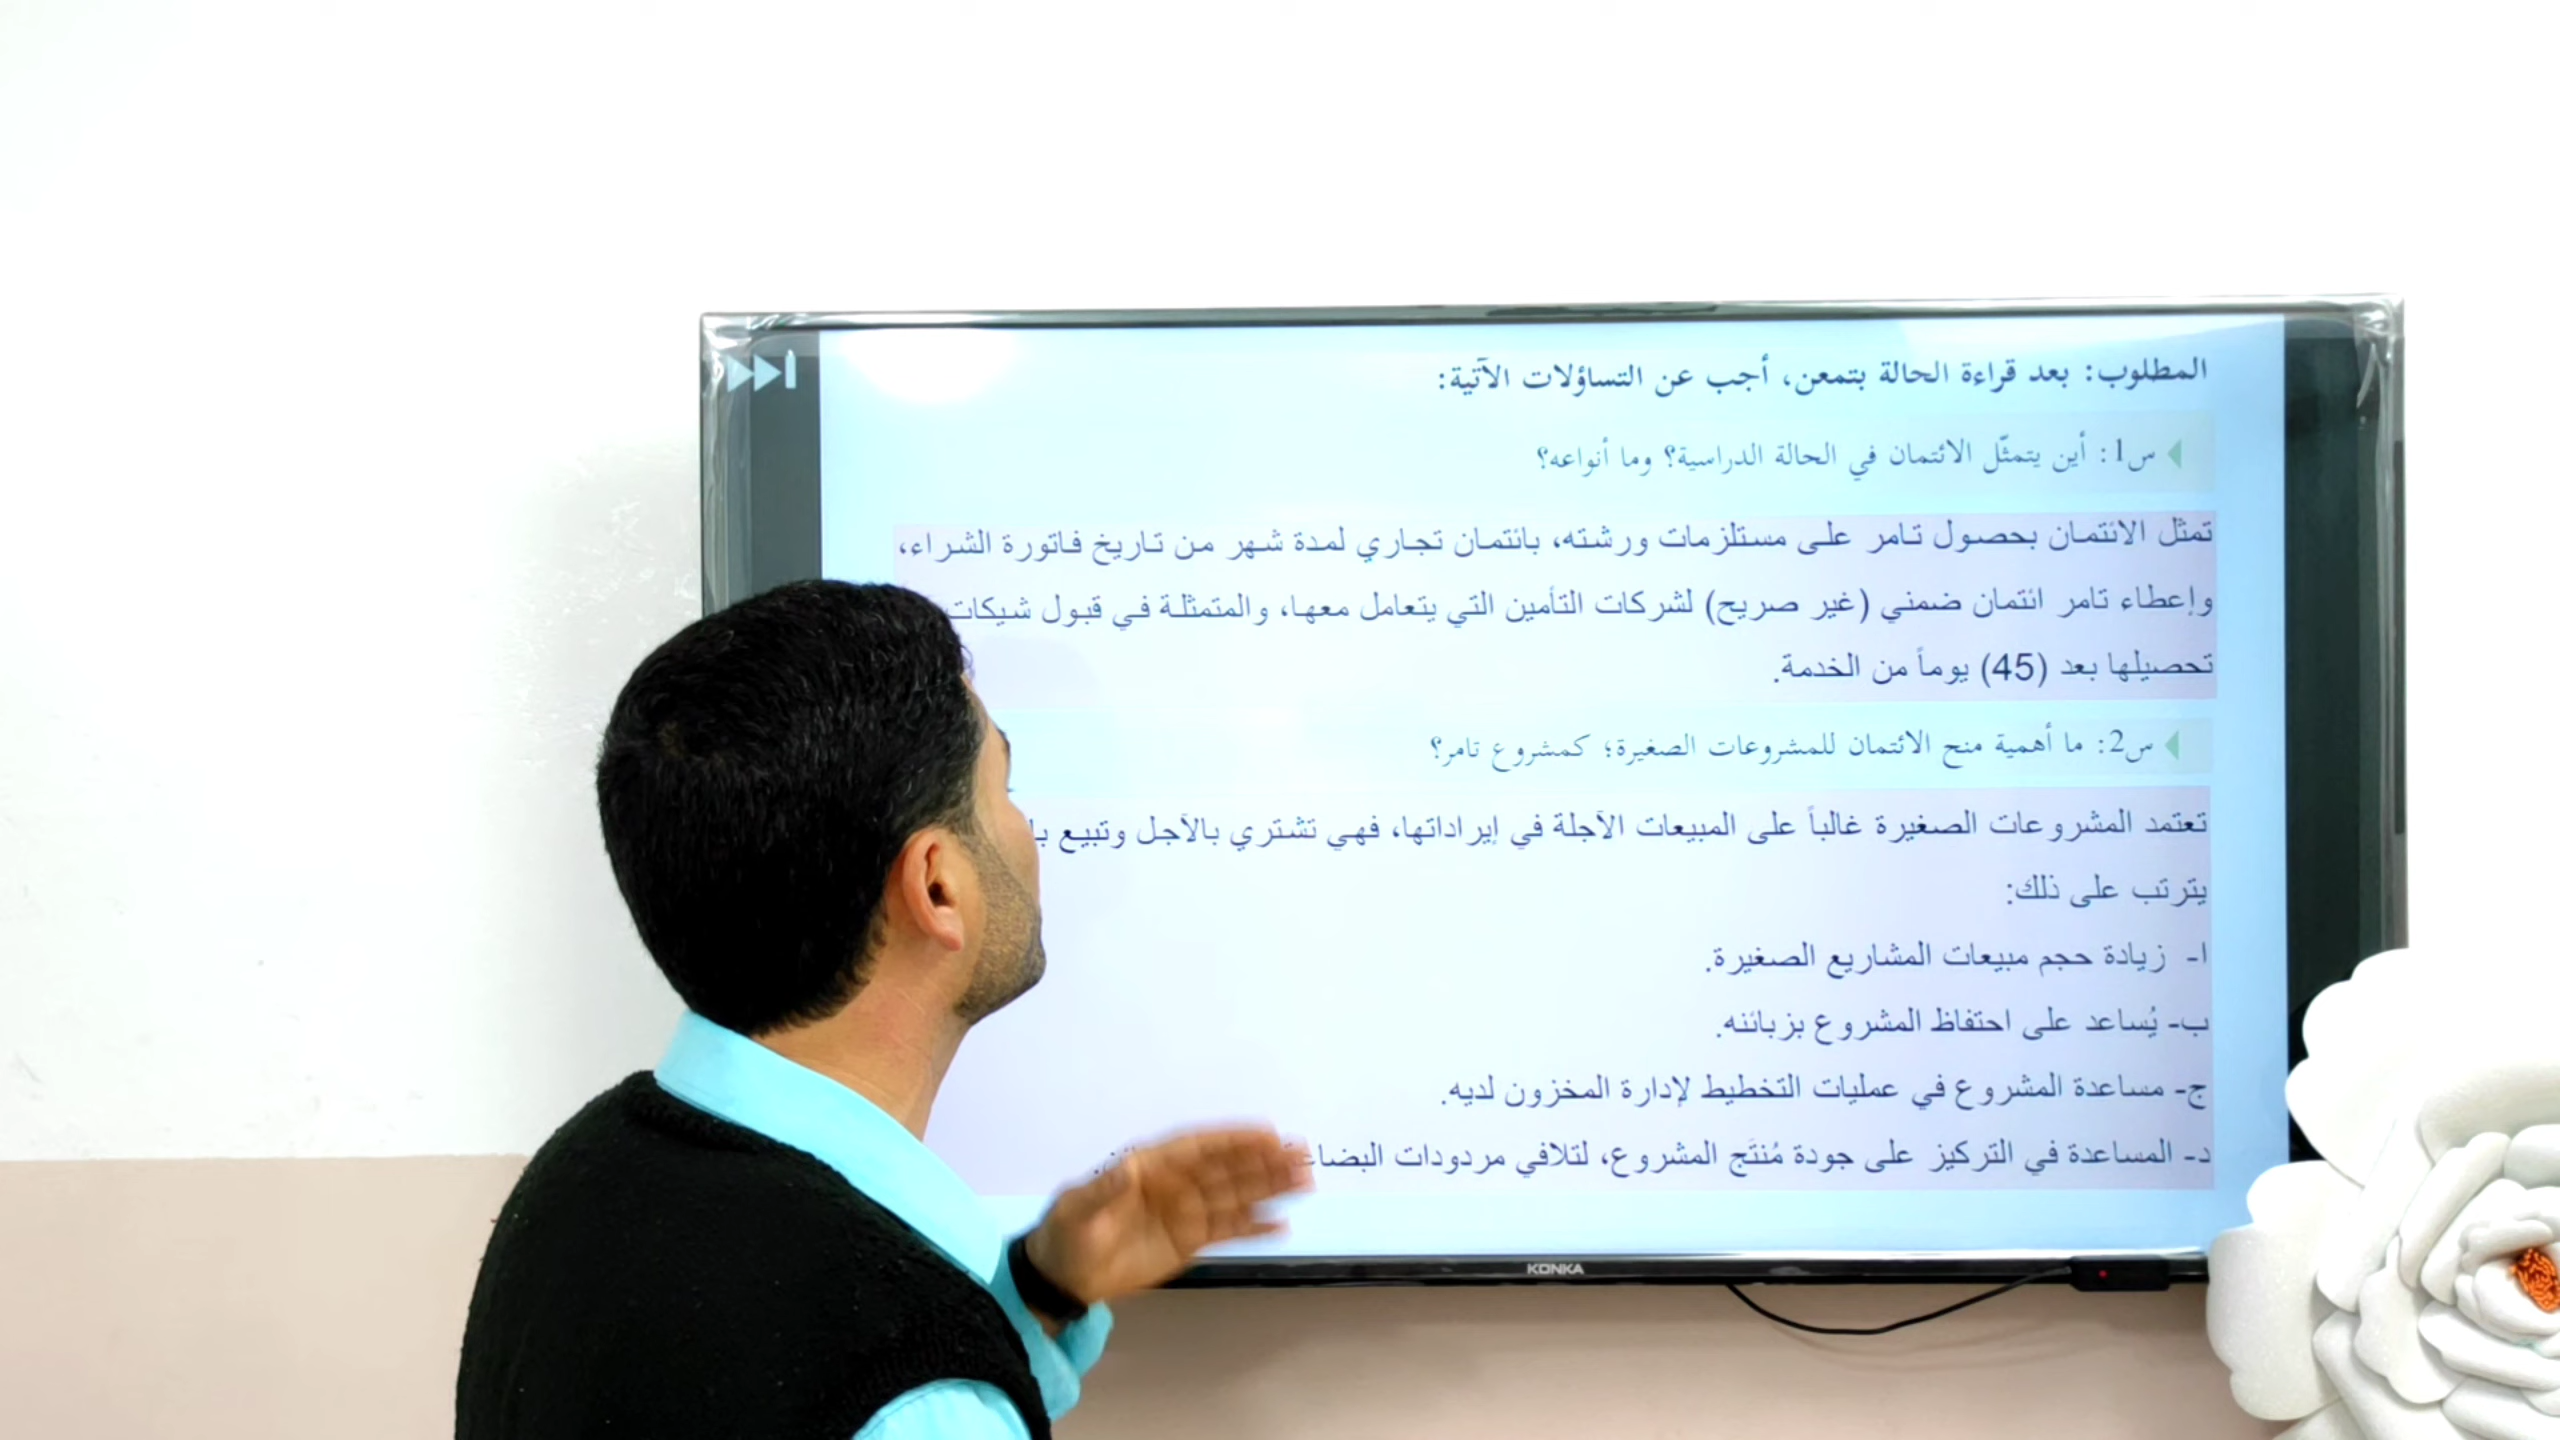 المطلوب: بعد قراءة الحالة بتمعن، أجب عن التساؤلات الآتية:
س1: أين يتمثّل الائتمان في الحالة الدراسية؟ وما أنواعه؟
تمثل الائتمان بحصول تامر على مستلزمات ورشته، بائتمان تجاري لمدة شهر من تاريخ فاتورة الشراء،
وإعطاء تامر ائتمان ضمني (غير صريح) لشركات التأمين التي يتعامل معها، والمتمثلة في قبول شيكات
تحصيلها بعد (45) يوماً من الخدمة.
س2: ما أهمية منح الائتمان للمشروعات الصغيرة؛ كمشروع تامر؟
تعتمد المشروعات الصغيرة غالباً على المبيعات الآجلة في إيراداتها، فهي تشتري بالآجل وتبيع
يترتب على ذلك:
ا- زيادة حجم مبيعات المشاريع الصغيرة.
ب- يُساعد على احتفاظ المشروع بزبائنه.
ج- مساعدة المشروع في عمليات التخطيط لإدارة المخزون لديه.
د- المساعدة في التركيز على جودة مُنتَج المشروع، لتلافي مردودات
KONKA